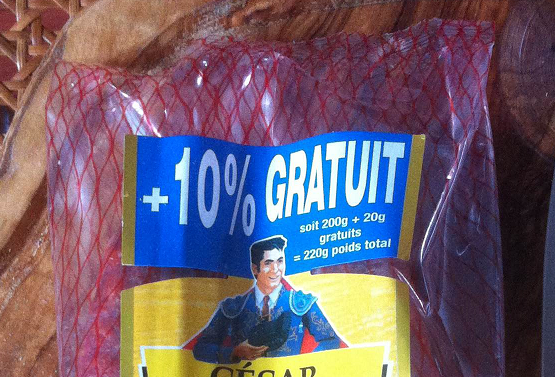 + 10% GRATUIT
soit 200g + 20g
gratuits
= 220g poids total
CÉSAR